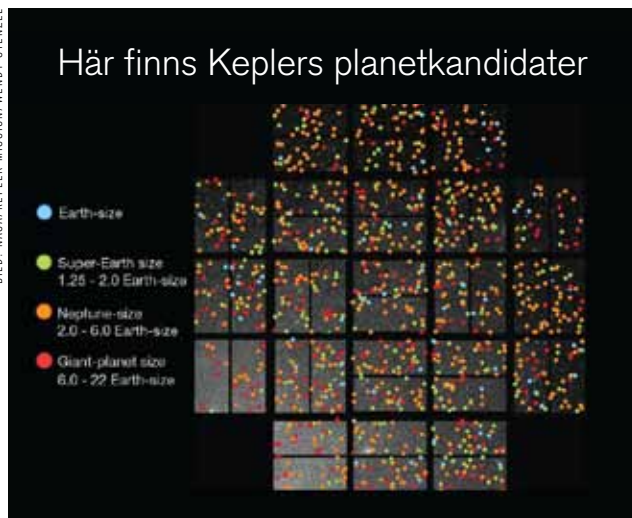 Här finns Keplers planetkandidater
Earth-size
Super-Earth size
1.25 - 2.0 Earth-size
Neptune-size
2.0 - 6.0 Earth-size
Giant-planet size
6.0 - 22 Earth-size